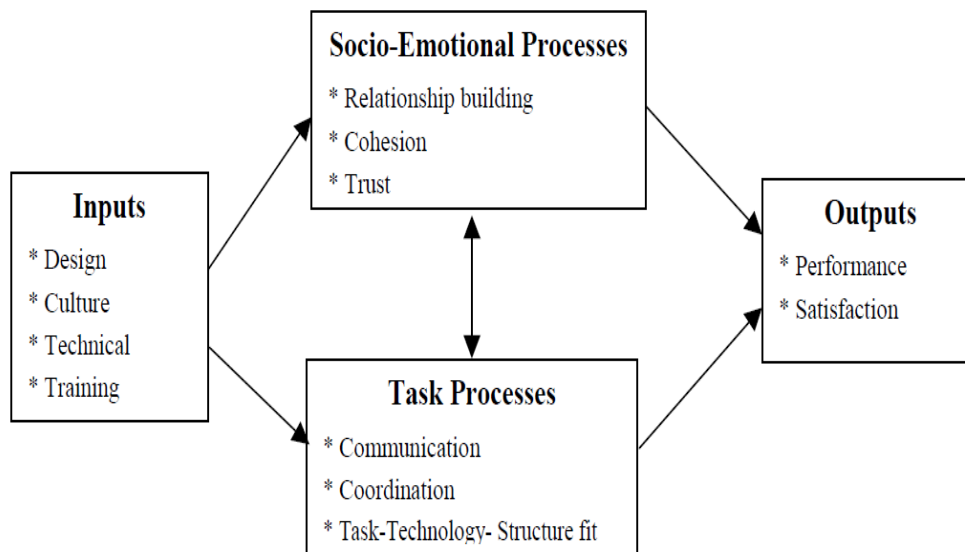 Socio-Emotional Processes
* Relationship building
* Cohesion
* Trust
Inputs
* Design
* Culture
* Technical
* Training
Outputs
* Performance
* Satisfaction
Task Processes
* Communication
* Coordination
* Task-Technology- Structure fit